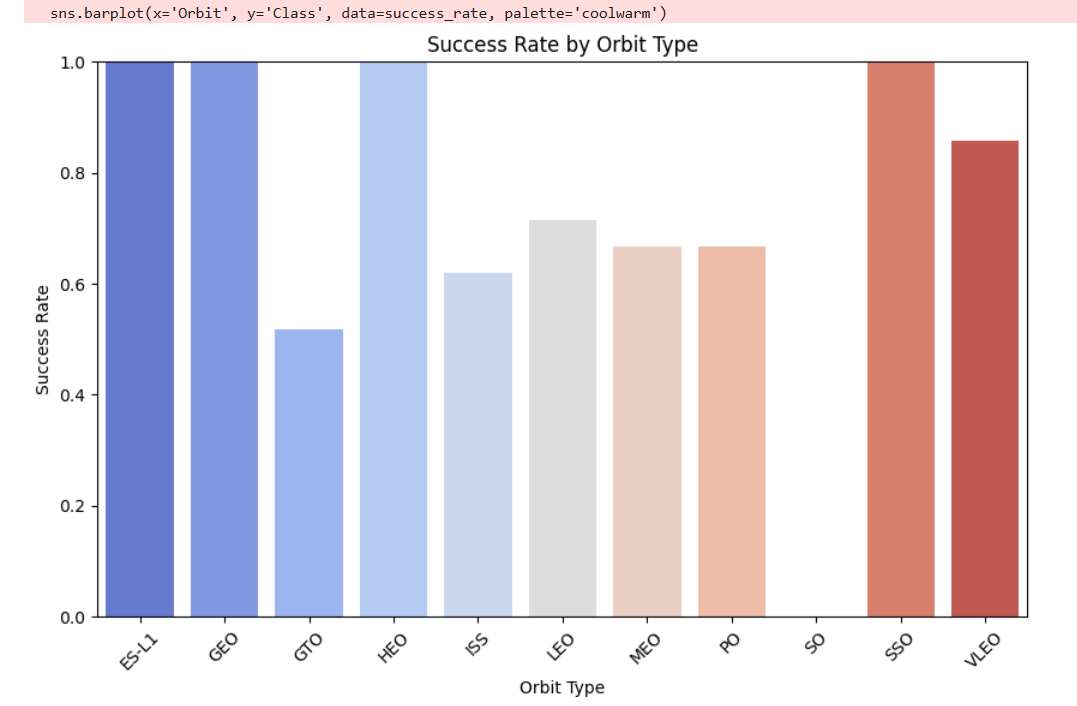 sns.barplot(x='Orbit', y='Class', data=success_rate, palette='coolwarm')
Success Rate by Orbit Type
1.0
0.8
0.6
0.4
0.2
0.0
Success Rate
ES-L1
GEO
GTO
HEO
ISS
LEO
MEO
PO
SO
SSO
VLEO
Orbit Type